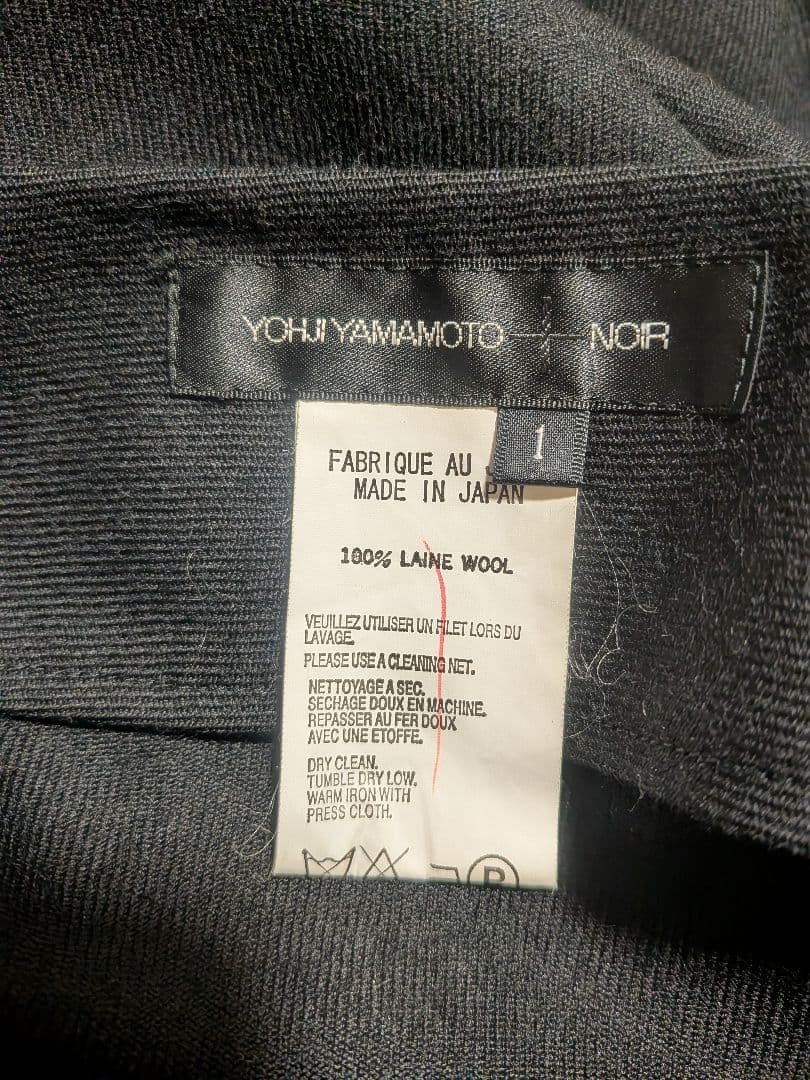 YOHJI YAMAMOTO NOIR
1
FABRIQUE AU
MADE IN JAPAN
100% LAINE WOOL
VEUILLEZ UTILISER UN FILET LORS DU
LAVAGE.
PLEASE USE A CLEANING NET.
NETTOYAGE A SEC.
SECHAGE DOUX EN MACHINE.
REPASSER AU FER DOUX
AVEC UNE ETOFFE.
DRY CLEAN.
TUMBLE DRY LOW.
WARM IRON WITH
PRESS CLOTH.
P